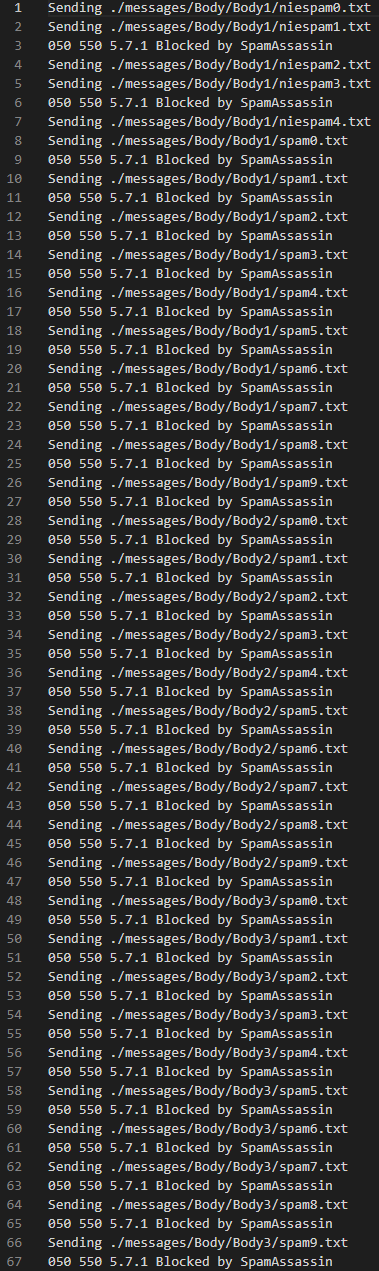 1 Sending ./messages/Body/Body1/niespam0.txt
2 Sending ./messages/Body/Body1/niespam1.txt
3 050 550 5.7.1 Blocked by SpamAssassin
4 Sending ./messages/Body/Body1/niespam2.txt
5 Sending ./messages/Body/Body1/niespam3.txt
6 050 550 5.7.1 Blocked by SpamAssassin
7 Sending ./messages/Body/Body1/niespam4.txt
8 Sending ./messages/Body/Body1/spam0.txt
9 050 550 5.7.1 Blocked by SpamAssassin
10 Sending ./messages/Body/Body1/spam1.txt
11 050 550 5.7.1 Blocked by SpamAssassin
12 Sending ./messages/Body/Body1/spam2.txt
13 050 550 5.7.1 Blocked by SpamAssassin
14 Sending ./messages/Body/Body1/spam3.txt
15 050 550 5.7.1 Blocked by SpamAssassin
16 Sending ./messages/Body/Body1/spam4.txt
17 050 550 5.7.1 Blocked by SpamAssassin
18 Sending ./messages/Body/Body1/spam5.txt
19 050 550 5.7.1 Blocked by SpamAssassin
20 Sending ./messages/Body/Body1/spam6.txt
21 050 550 5.7.1 Blocked by SpamAssassin
22 Sending ./messages/Body/Body1/spam7.txt
23 050 550 5.7.1 Blocked by SpamAssassin
24 Sending ./messages/Body/Body1/spam8.txt
25 050 550 5.7.1 Blocked by SpamAssassin
26 Sending ./messages/Body/Body1/spam9.txt
27 050 550 5.7.1 Blocked by SpamAssassin
28 Sending ./messages/Body/Body2/spam0.txt
29 050 550 5.7.1 Blocked by SpamAssassin
30 Sending ./messages/Body/Body2/spam1.txt
31 050 550 5.7.1 Blocked by SpamAssassin
32 Sending ./messages/Body/Body2/spam2.txt
33 050 550 5.7.1 Blocked by SpamAssassin
34 Sending ./messages/Body/Body2/spam3.txt
35 050 550 5.7.1 Blocked by SpamAssassin
36 Sending ./messages/Body/Body2/spam4.txt
37 050 550 5.7.1 Blocked by SpamAssassin
38 Sending ./messages/Body/Body2/spam5.txt
39 050 550 5.7.1 Blocked by SpamAssassin
40 Sending ./messages/Body/Body2/spam6.txt
41 050 550 5.7.1 Blocked by SpamAssassin
42 Sending ./messages/Body/Body2/spam7.txt
43 050 550 5.7.1 Blocked by SpamAssassin
44 Sending ./messages/Body/Body2/spam8.txt
45 050 550 5.7.1 Blocked by SpamAssassin
46 Sending ./messages/Body/Body2/spam9.txt
47 050 550 5.7.1 Blocked by SpamAssassin
48 Sending ./messages/Body/Body3/spam0.txt
49 050 550 5.7.1 Blocked by SpamAssassin
50 Sending ./messages/Body/Body3/spam1.txt
51 050 550 5.7.1 Blocked by SpamAssassin
52 Sending ./messages/Body/Body3/spam2.txt
53 050 550 5.7.1 Blocked by SpamAssassin
54 Sending ./messages/Body/Body3/spam3.txt
55 050 550 5.7.1 Blocked by SpamAssassin
56 Sending ./messages/Body/Body3/spam4.txt
57 050 550 5.7.1 Blocked by SpamAssassin
58 Sending ./messages/Body/Body3/spam5.txt
59 050 550 5.7.1 Blocked by SpamAssassin
60 Sending ./messages/Body/Body3/spam6.txt
61 050 550 5.7.1 Blocked by SpamAssassin
62 Sending ./messages/Body/Body3/spam7.txt
63 050 550 5.7.1 Blocked by SpamAssassin
64 Sending ./messages/Body/Body3/spam8.txt
65 050 550 5.7.1 Blocked by SpamAssassin
66 Sending ./messages/Body/Body3/spam9.txt
67 050 550 5.7.1 Blocked by SpamAssassin